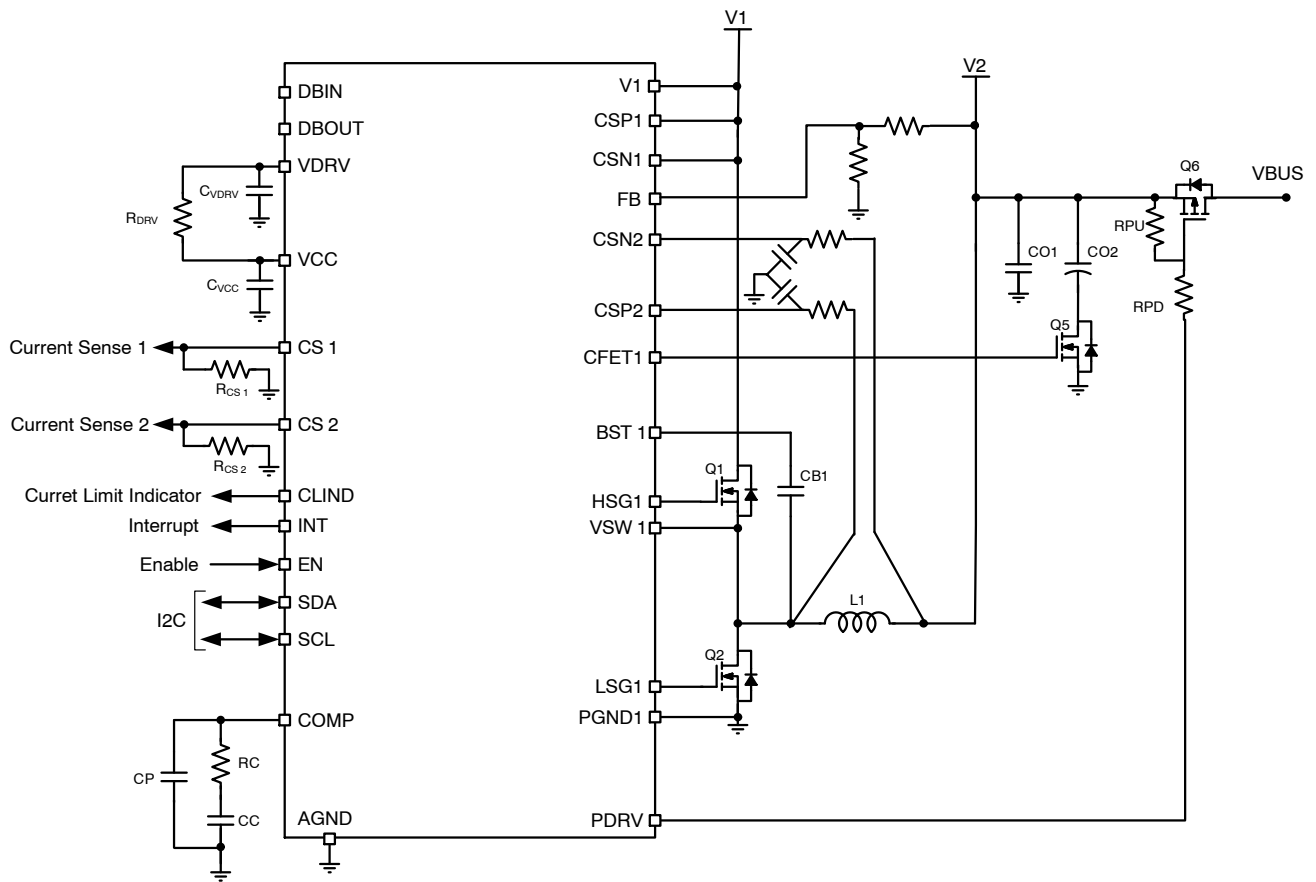 V1
V2
DBIN
DBOUT
VDRV
CVDRV
RDRV
VCC
CVCC
Current Sense 1
CS 1
RCS 1
Current Sense 2
CS 2
RCS 2
Curret Limit Indicator
CLIND
Interrupt
INT
Enable
EN
I2C
SDA
SCL
COMP
CP
RC
CC
AGND
V1
CSP1
CSN1
FB
CSN2
CSP2
CFET1
BST 1
HSG1
VSW 1
LSG1
PGND1
PDRV
Q1
CB1
L1
Q2
CO1
CO2
Q5
RPU
RPD
Q6
VBUS